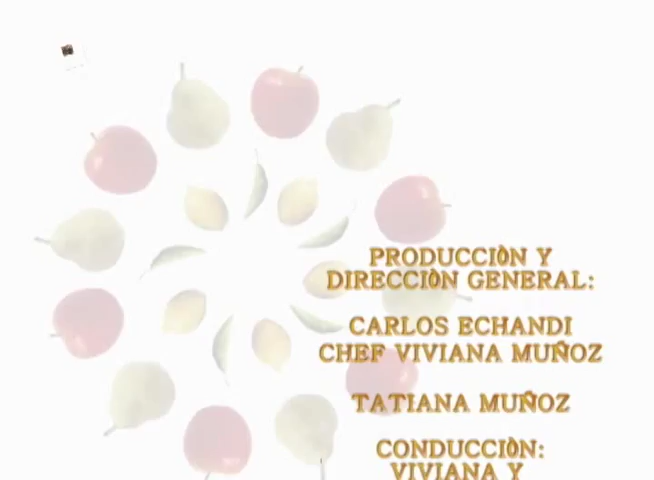 PRODUCCIÒN Y
DIRECCIÒN GENERAL:
CARLOS ECHANDI
CHEF VIVIANA MUÑOZ
TATIANA MUÑOZ
CONDUCCIÒN:
VIVIANA Y